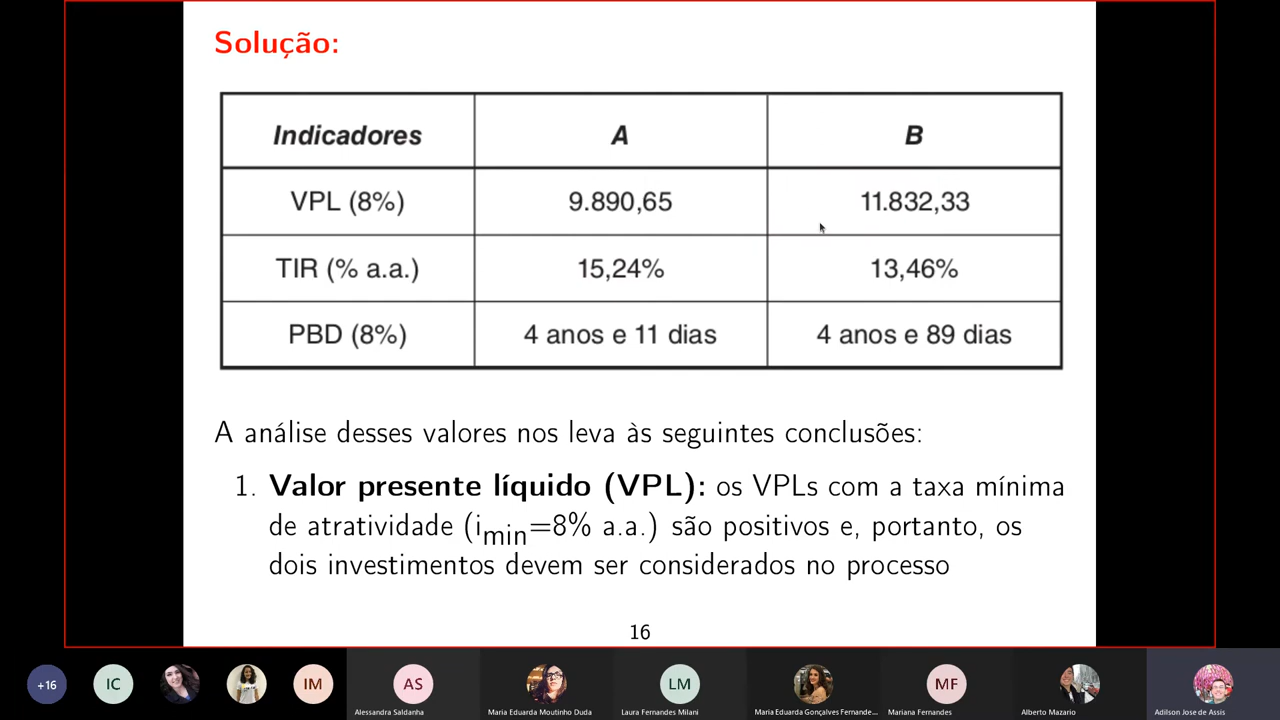 Solução:
Indicadores A B
VPL (8%) 9.890,65 11.832,33
TIR (% a.a.) 15,24% 13,46%
PBD (8%) 4 anos e 11 dias 4 anos e 89 dias
A análise desses valores nos leva às seguintes conclusões:
1. Valor presente líquido (VPL): os VPLs com a taxa mínima
de atratividade (imin=8% a.a.) são positivos e, portanto, os
dois investimentos devem ser considerados no processo
16
+16 IC IM AS LM MF
Alessandra Saldanha Maria Eduarda Moutinho Duda Laura Fernandes Milani Maria Eduarda Gonçalves Fernande... Mariana Fernandes Alberto Mazario Adilson Jose de Assis